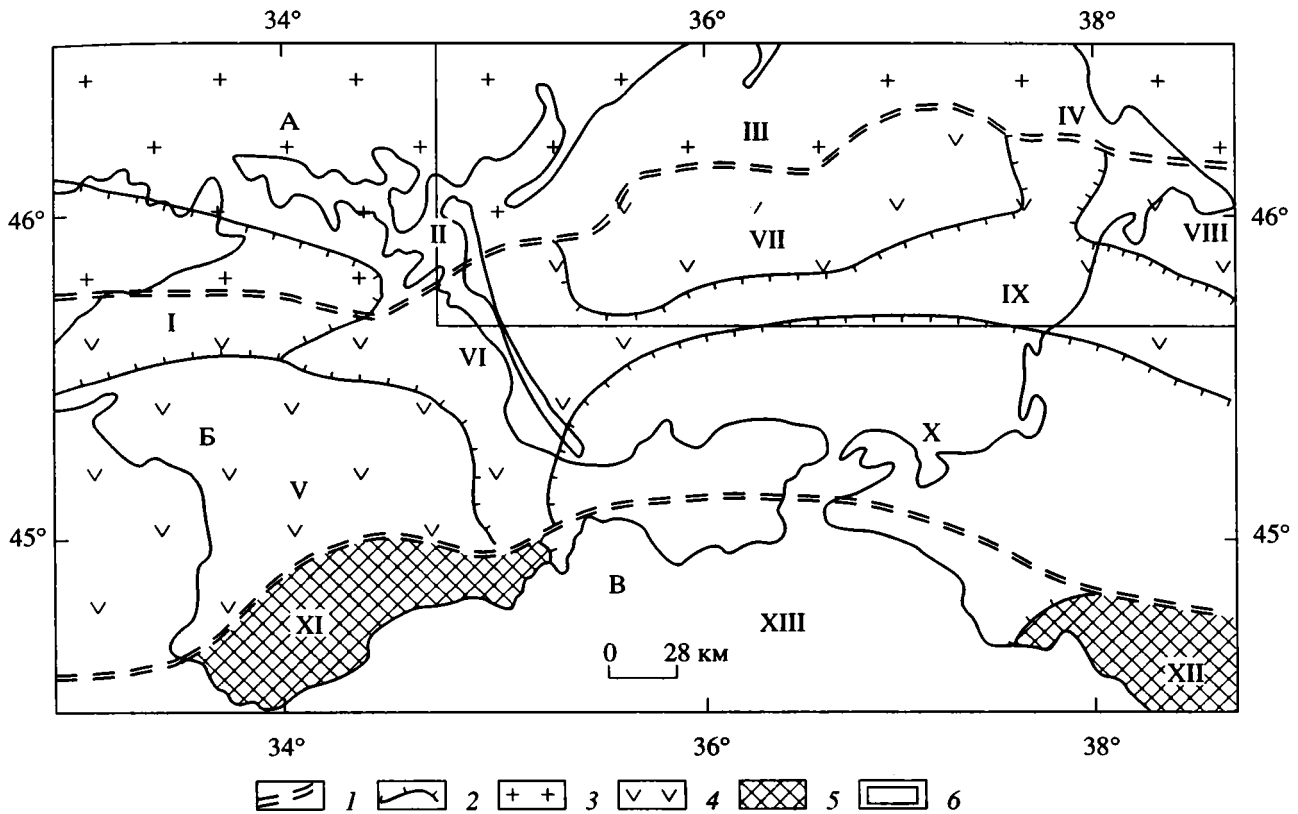 34° 36° 38°
А III IV
46° II VII VIII 46°
I VI IX
Б X
V
45° 45°
В
XI 0 28 км XIII XII
34° 36° 38°
1 2 3 4 5 6